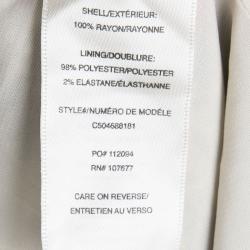 SHELL/EXTÉRIEUR:
100% RAYON/RAYONNE
LINING/DOUBLURE:
98% POLYESTER/POLYESTER
2% ELASTANE/ÉLASTHANNE
STYLE#/NUMÉRO DE MODÈLE
C504688181
PO# 112094
RN# 107677
CARE ON REVERSE/
ENTRETIEN AU VERSO